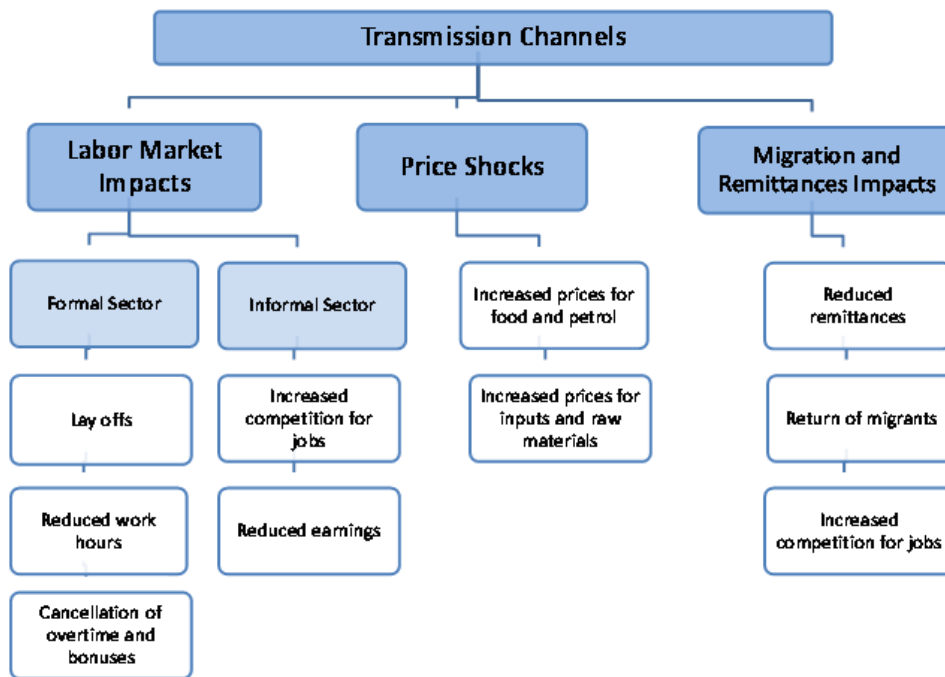 Transmission Channels
Labor Market
Impacts
Price Shocks
Migration and
Remittances Impacts
Formal Sector
Informal Sector
Increased prices for
food and petrol
Reduced
remittances
Lay offs
Increased
competition for
jobs
Increased prices for
inputs and raw
materials
Return of migrants
Reduced work
hours
Reduced earnings
Increased
competition for jobs
Cancellation of
overtime and
bonuses